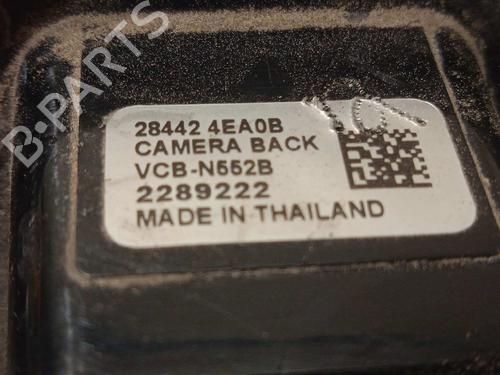 B-PARTS
28442 4EA0B
CAMERA BACK
VCB-N552B
2289222
MADE IN THAILAND